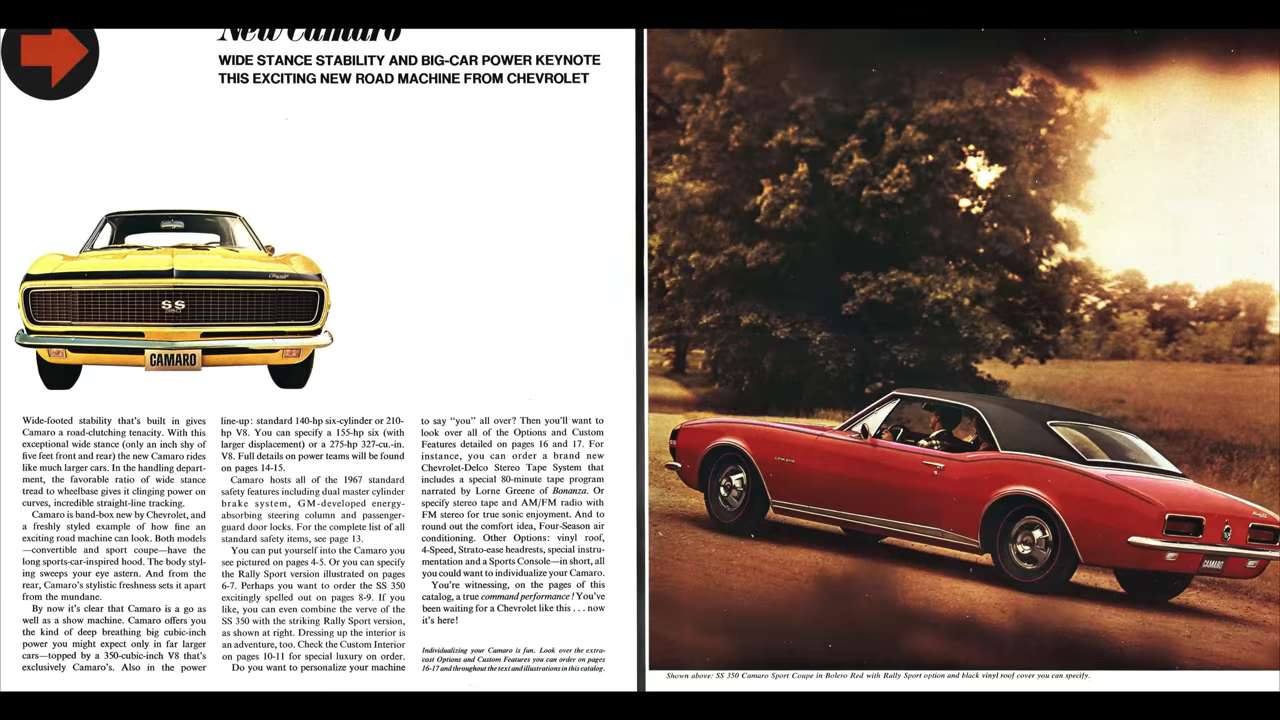 New Camaro
WIDE STANCE STABILITY AND BIG-CAR POWER KEYNOTE
THIS EXCITING NEW ROAD MACHINE FROM CHEVROLET
SS
350
CAMARO
Wide-footed stability that's built in gives
Camaro a road-clutching tenacity. With this
exceptional wide stance (only an inch shy of
five feet front and rear) the new Camaro rides
like much larger cars. In the handling depart-
ment, the favorable ratio of wide stance
tread to wheelbase gives it clinging power on
curves, incredible straight-line tracking.
Camaro is band-box new by Chevrolet, and
a freshly styled example of how fine an
exciting road machine can look. Both models
—convertible and sport coupe—have the
long sports-car-inspired hood. The body styl-
ing sweeps your eye astern. And from the
rear, Camaro's stylistic freshness sets it apart
from the mundane.
By now it's clear that Camaro is a go as
well as a show machine. Camaro offers you
the kind of deep breathing big cubic-inch
power you might expect only in far larger
cars—topped by a 350-cubic-inch V8 that's
exclusively Camaro's. Also in the power
line-up: standard 140-hp six-cylinder or 210-
hp V8. You can specify a 155-hp six (with
larger displacement) or a 275-hp 327-cu.-in.
V8. Full details on power teams will be found
on pages 14-15.
Camaro hosts all of the 1967 standard
safety features including dual master cylinder
brake system, GM-developed energy-
absorbing steering column and passenger-
guard door locks. For the complete list of all
standard safety items, see page 13.
You can put yourself into the Camaro you
see pictured on pages 4-5. Or you can specify
the Rally Sport version illustrated on pages
6-7. Perhaps you want to order the SS 350
excitingly spelled out on pages 8-9. If you
like, you can even combine the verve of the
SS 350 with the striking Rally Sport version,
as shown at right. Dressing up the interior is
an adventure, too. Check the Custom Interior
on pages 10-11 for special luxury on order.
Do you want to personalize your machine
to say "you" all over? Then you'll want to
look over all of the Options and Custom
Features detailed on pages 16 and 17. For
instance, you can order a brand new
Chevrolet-Delco Stereo Tape System that
includes a special 80-minute tape program
narrated by Lorne Greene of Bonanza. Or
specify stereo tape and AM/FM radio with
FM stereo for true sonic enjoyment. And to
round out the comfort idea, Four-Season air
conditioning. Other Options: vinyl roof,
4-Speed, Strato-ease headrests, special instru-
mentation and a Sports Console—in short, all
you could want to individualize your Camaro.
You're witnessing, on the pages of this
catalog, a true command performance! You've
been waiting for a Chevrolet like this . . . now
it's here!
Individualizing your Camaro is fun. Look over the extra-
cost Options and Custom Features you can order on pages
16-17 and throughout the text and illustrations in this catalog.
CAMARO
Shown above: SS 350 Camaro Sport Coupe in Bolero Red with Rally Sport option and black vinyl roof cover you can specify.